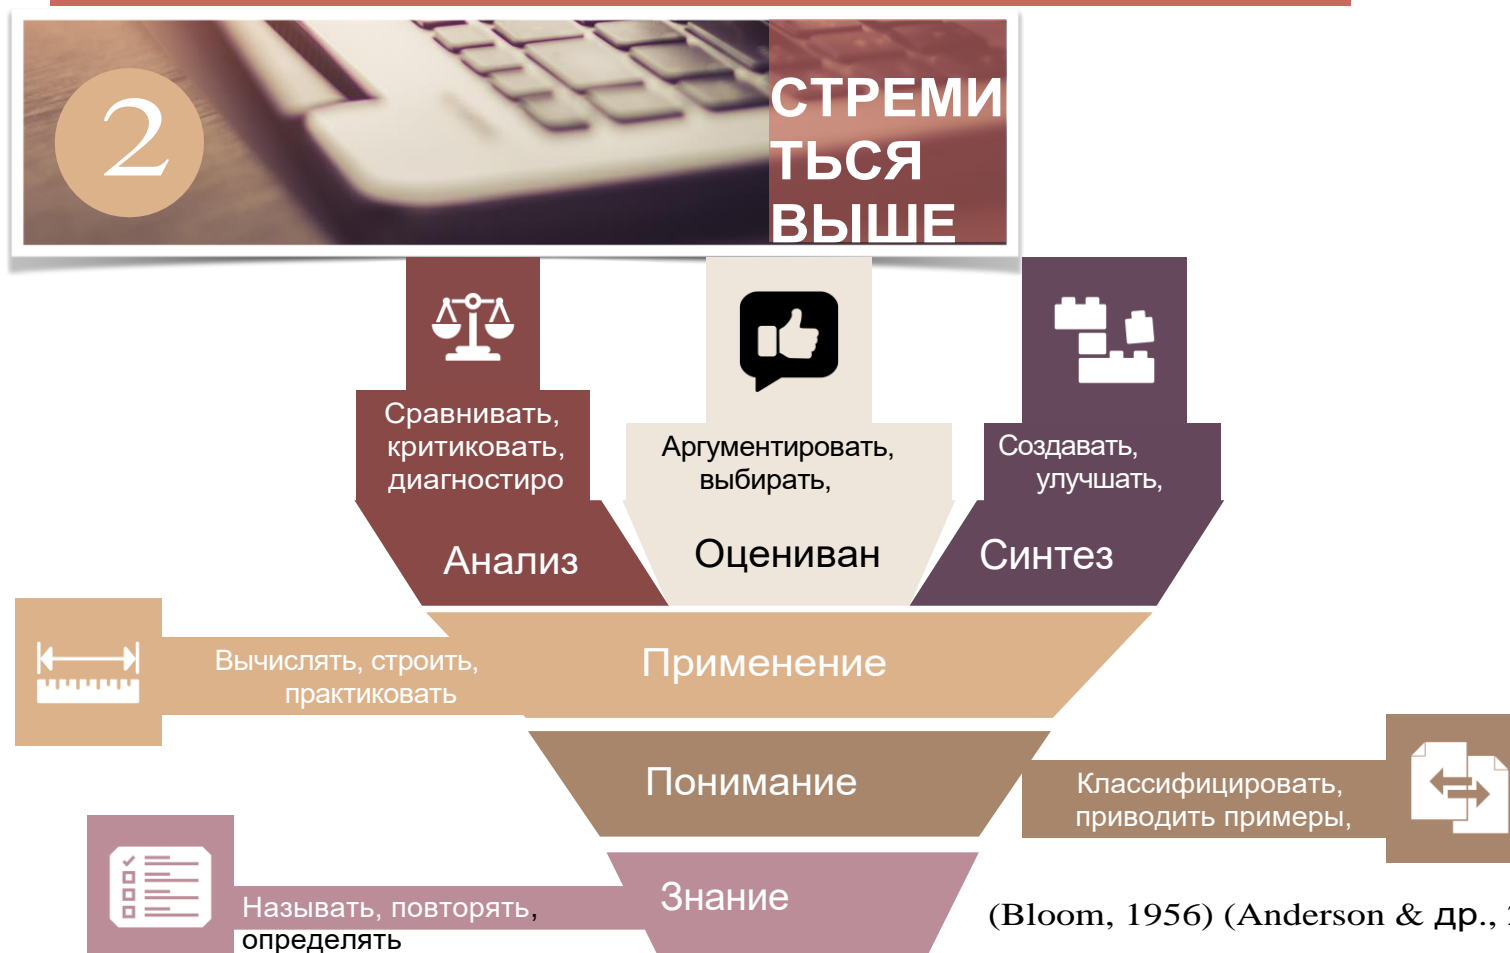 2
СТРЕМИ
ТЬСЯ
ВЫШЕ
Сравнивать,
критиковать,
диагностиро
Аргументировать,
выбирать,
Создавать,
улучшать,
Анализ
Оцениван
Синтез
Вычислять, строить,
практиковать
Применение
Понимание
Классифицировать,
приводить примеры,
Называть, повторять,
определять
Знание
(Bloom, 1956) (Anderson & др.,